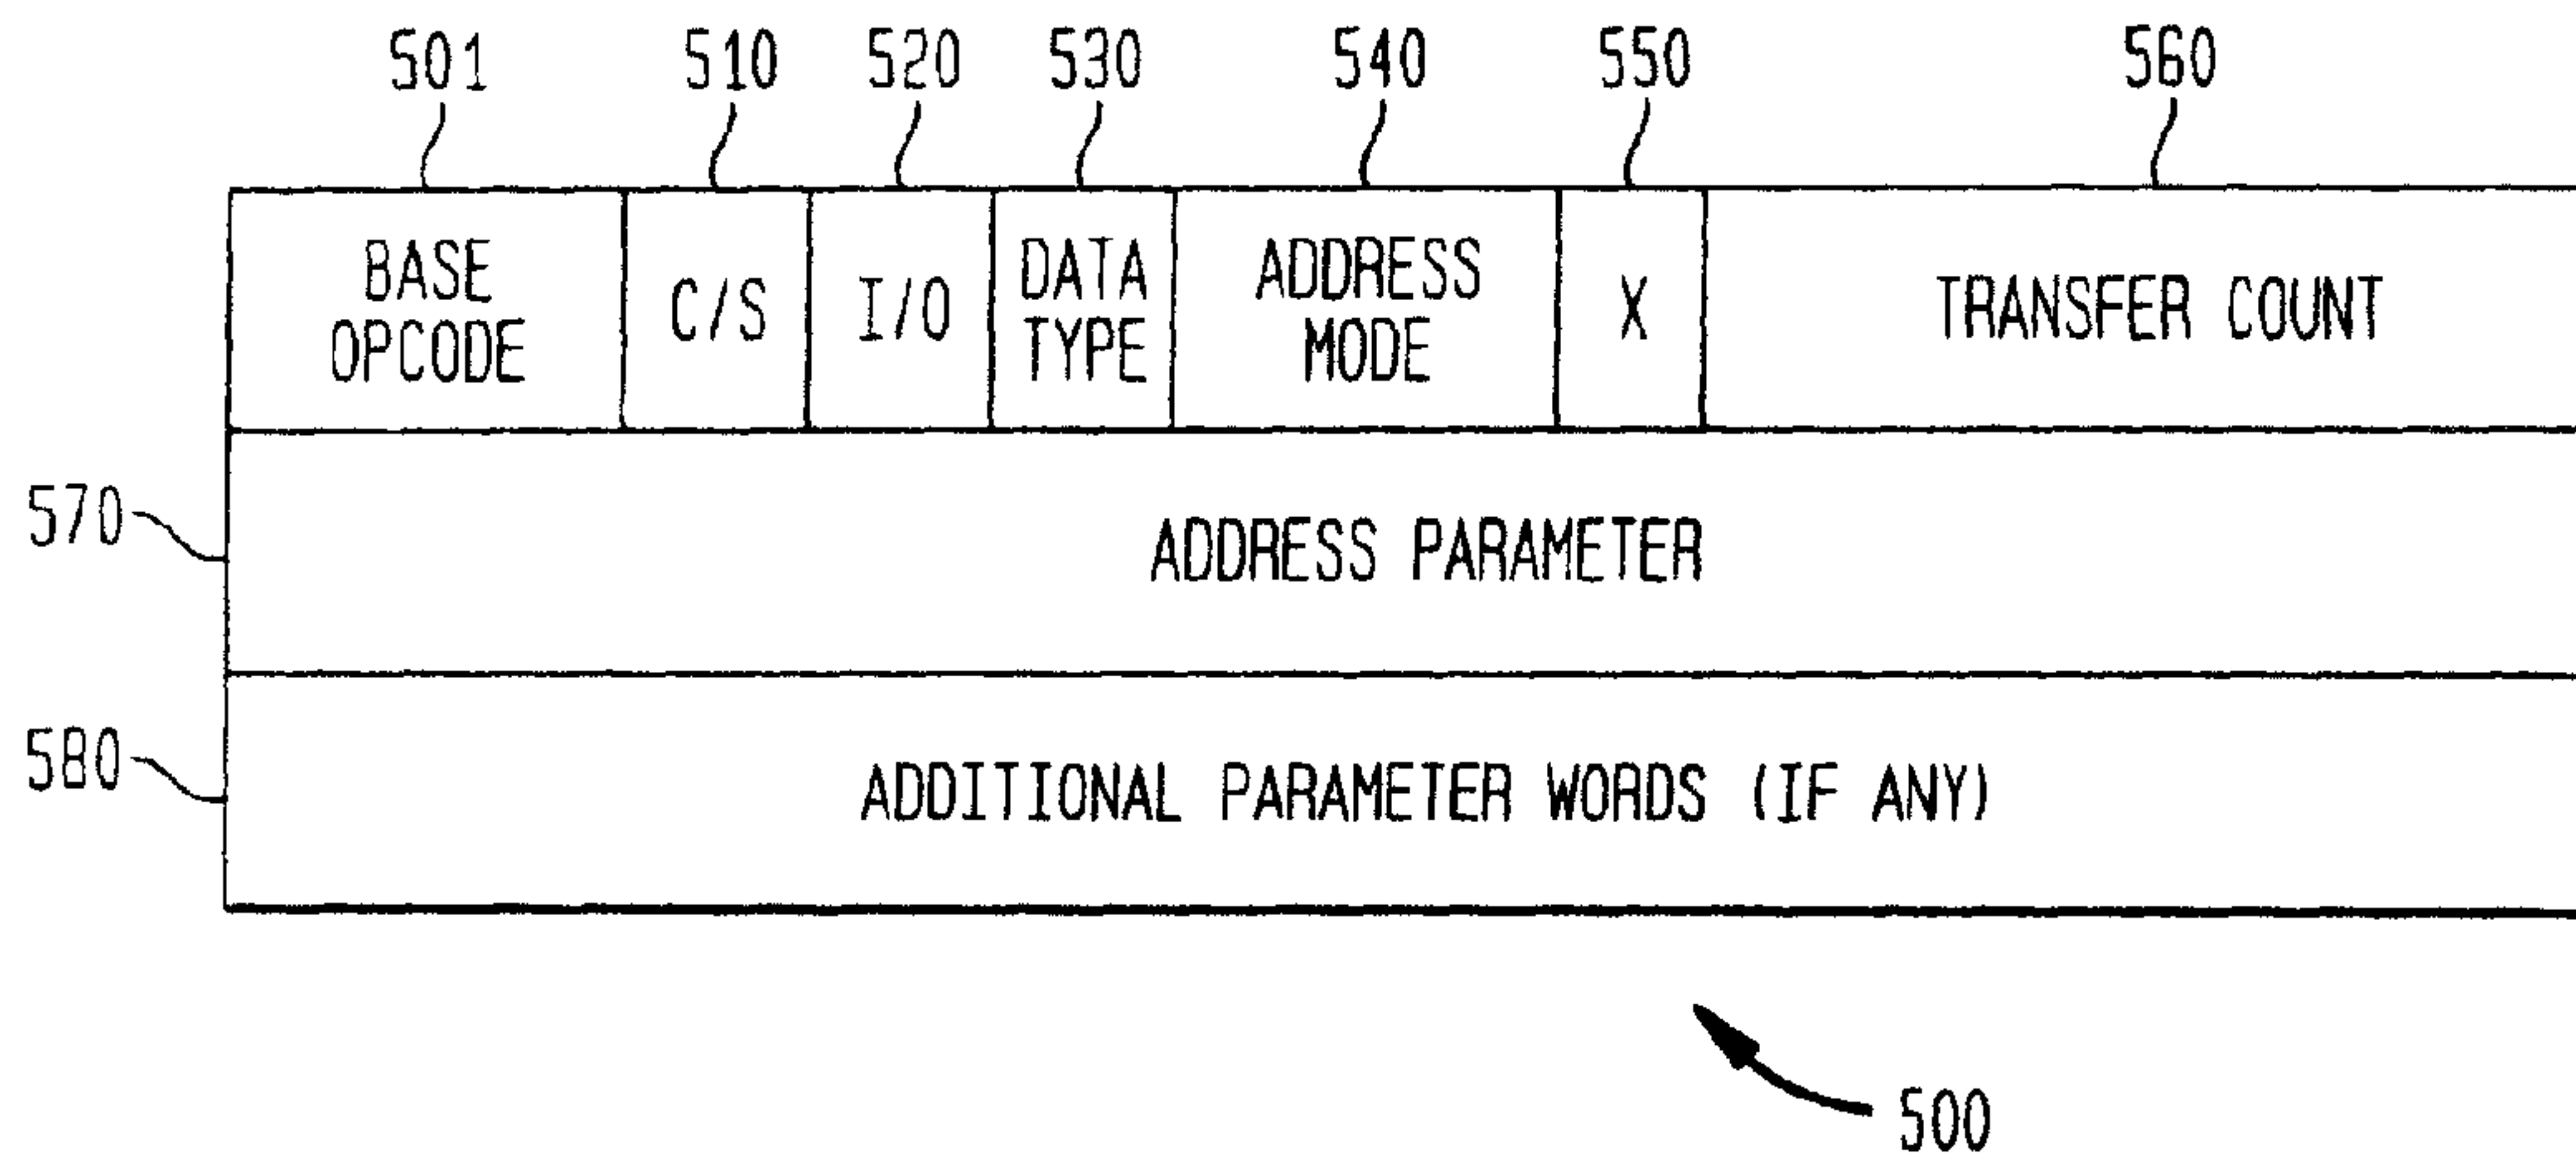 501 510 520 530 540 550 560
BASE OPCODE C/S I/O DATA TYPE ADDRESS MODE X TRANSFER COUNT
570 ADDRESS PARAMETER
580 ADDITIONAL PARAMETER WORDS (IF ANY)
500